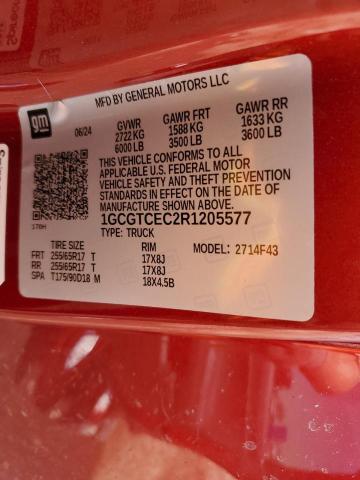 MFD BY GENERAL MOTORS LLC
gm
06/24 GVWR GAWR FRT GAWR RR
2722 KG 1588 KG 1633 KG
6000 LB 3500 LB 3600 LB
THIS VEHICLE CONFORMS TO ALL
APPLICABLE U.S. FEDERAL MOTOR
VEHICLE SAFETY AND THEFT PREVENTION
STANDARDS IN EFFECT ON THE DATE OF
MANUFACTURE SHOWN ABOVE.
1GCGTCEC2R1205577
TYPE: TRUCK
TIRE SIZE RIM MODEL: 2714F43
FRT 255/65R17 T 17X8J
RR 255/65R17 T 17X8J
SPA T175/90D18 M 18X4.5B